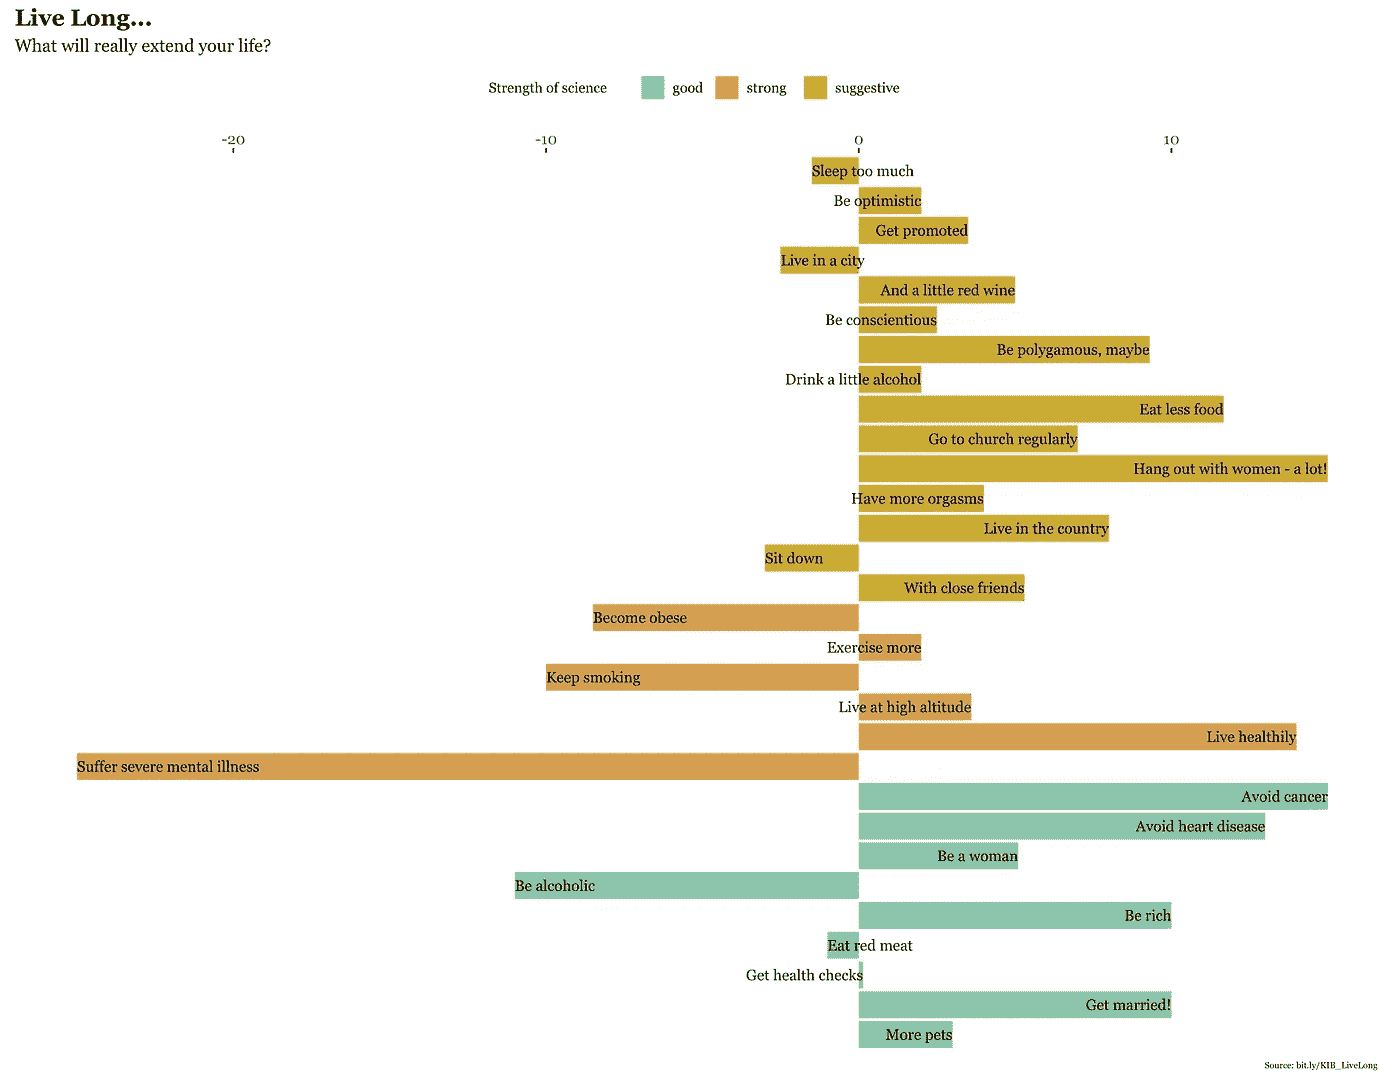 Live Long...
What will really extend your life?
Strength of science good strong suggestive
-20 -10 0 10
Sleep too much
Be optimistic
Get promoted
Live in a city
And a little red wine
Be conscientious
Be polygamous, maybe
Drink a little alcohol
Eat less food
Go to church regularly
Hang out with women - a lot!
Have more orgasms
Live in the country
Sit down
With close friends
Become obese
Exercise more
Keep smoking
Live at high altitude
Live healthily
Suffer severe mental illness
Avoid cancer
Avoid heart disease
Be a woman
Be alcoholic
Be rich
Eat red meat
Get health checks
Get married!
More pets
Source: bit.ly/KIB_LiveLong